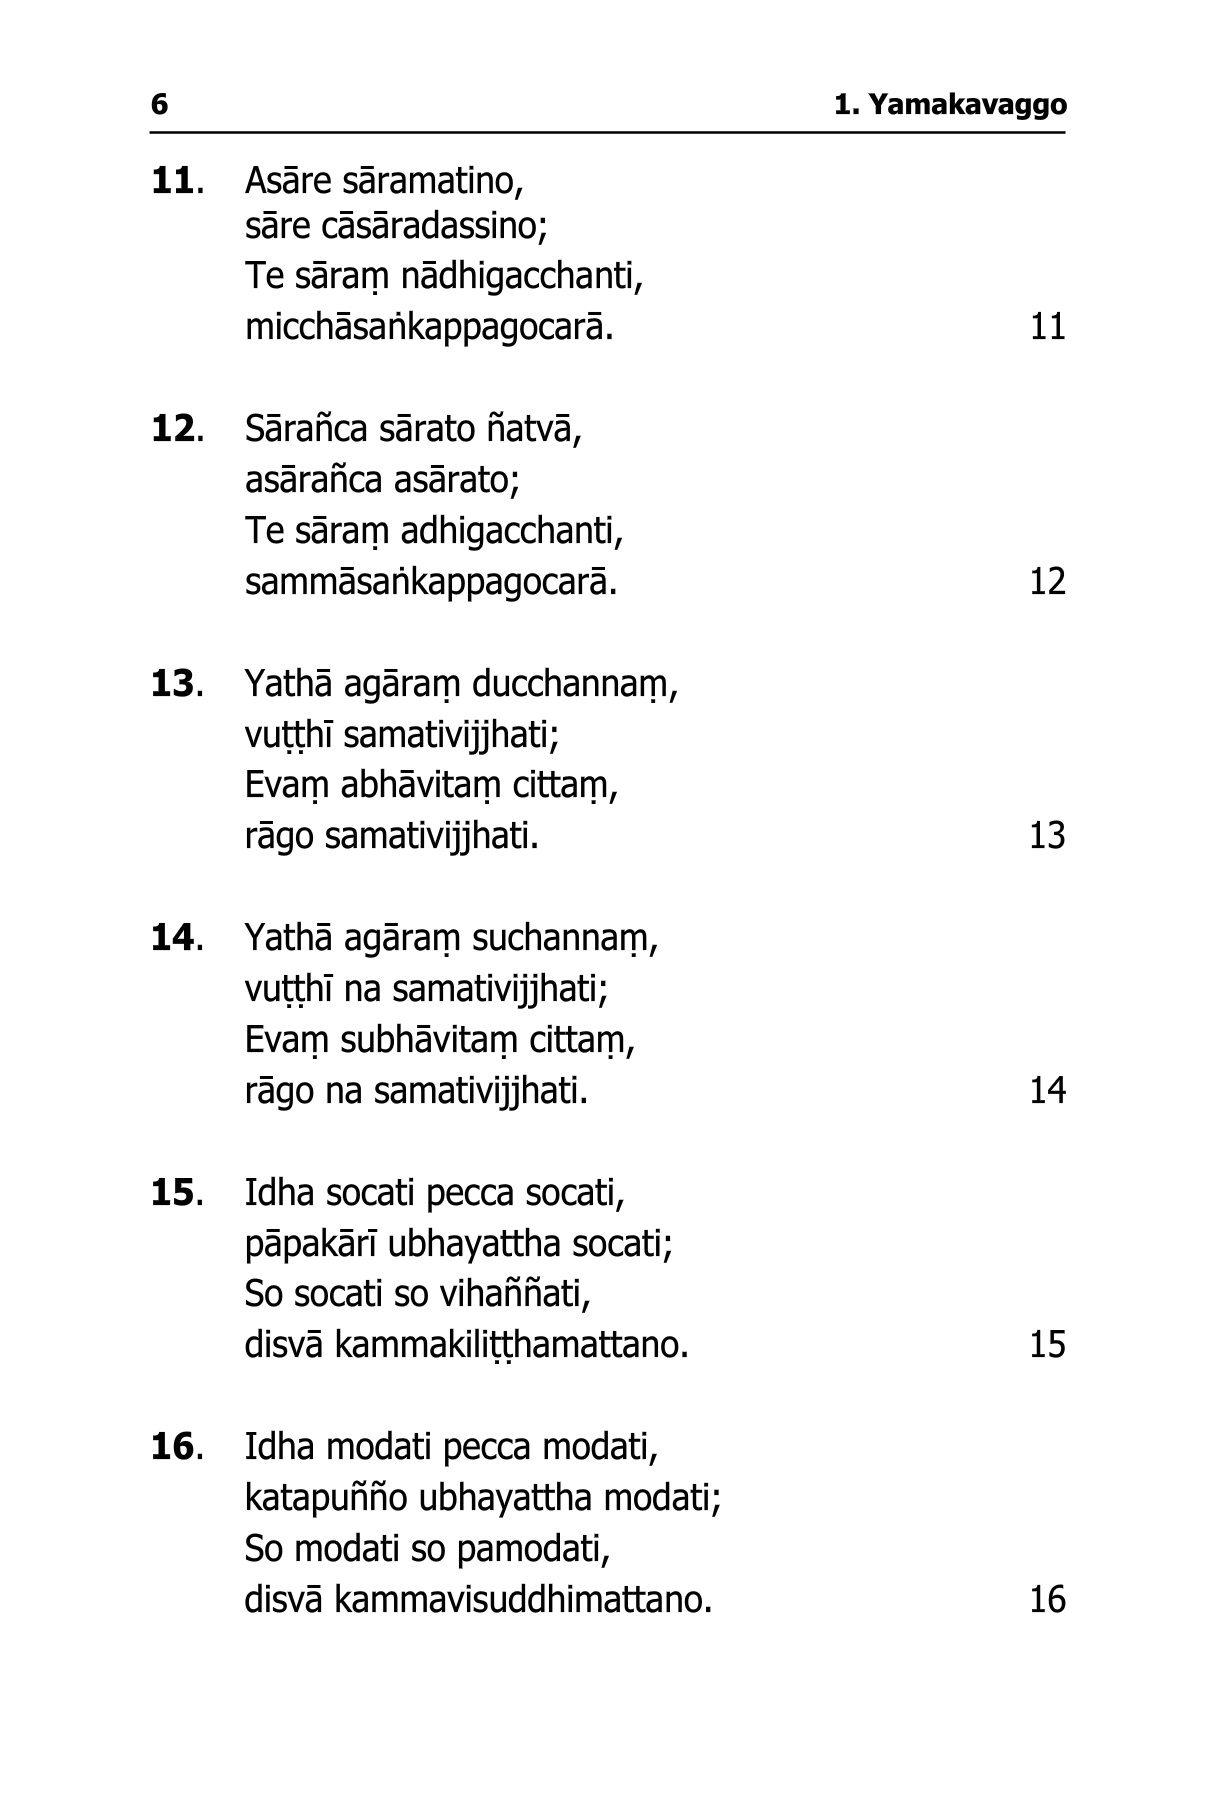 6 1. Yamakavaggo
11. Asāre sāramatino,
sāre cāsāradassino;
Te sāraṃ nādhigacchanti,
micchāsaṅkappagocarā. 11
12. Sārañca sārato ñatvā,
asārañca asārato;
Te sāraṃ adhigacchanti,
sammāsaṅkappagocarā. 12
13. Yathā agāraṃ ducchannaṃ,
vuṭṭhī samativijjhati;
Evaṃ abhāvitaṃ cittaṃ,
rāgo samativijjhati. 13
14. Yathā agāraṃ suchannaṃ,
vuṭṭhī na samativijjhati;
Evaṃ subhāvitaṃ cittaṃ,
rāgo na samativijjhati. 14
15. Idha socati pecca socati,
pāpakārī ubhayattha socati;
So socati so vihaññati,
disvā kammakiliṭṭhamattano. 15
16. Idha modati pecca modati,
katapuñño ubhayattha modati;
So modati so pamodati,
disvā kammavisuddhimattano. 16